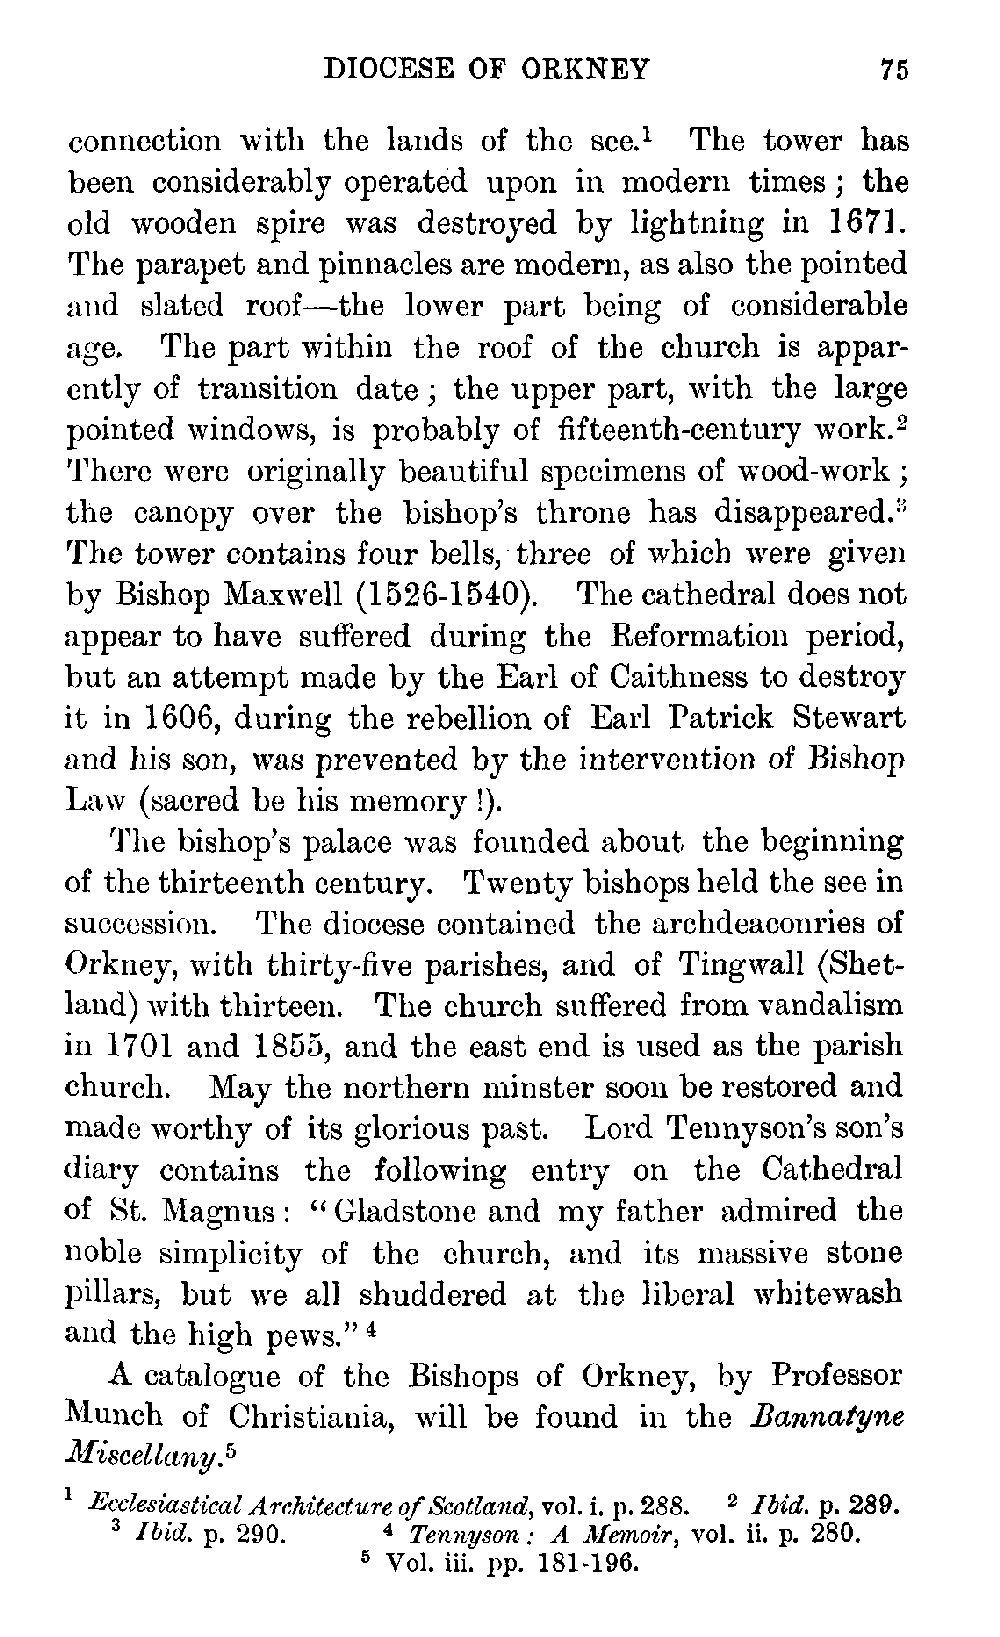 DIOCESE OF ORKNEY 75
connection with the lands of the see.¹ The tower has
been considerably operated upon in modern times; the
old wooden spire was destroyed by lightning in 1671.
The parapet and pinnacles are modern, as also the pointed
and slated roof—the lower part being of considerable
age. The part within the roof of the church is appar-
ently of transition date; the upper part, with the large
pointed windows, is probably of fifteenth-century work.²
There were originally beautiful specimens of wood-work;
the canopy over the bishop's throne has disappeared.³
The tower contains four bells, three of which were given
by Bishop Maxwell (1526-1540). The cathedral does not
appear to have suffered during the Reformation period,
but an attempt made by the Earl of Caithness to destroy
it in 1606, during the rebellion of Earl Patrick Stewart
and his son, was prevented by the intervention of Bishop
Law (sacred be his memory!).
The bishop's palace was founded about the beginning
of the thirteenth century. Twenty bishops held the see in
succession. The diocese contained the archdeaconries of
Orkney, with thirty-five parishes, and of Tingwall (Shet-
land) with thirteen. The church suffered from vandalism
in 1701 and 1855, and the east end is used as the parish
church. May the northern minster soon be restored and
made worthy of its glorious past. Lord Tennyson's son's
diary contains the following entry on the Cathedral
of St. Magnus: "Gladstone and my father admired the
noble simplicity of the church, and its massive stone
pillars, but we all shuddered at the liberal whitewash
and the high pews."⁴
A catalogue of the Bishops of Orkney, by Professor
Munch of Christiania, will be found in the Bannatyne
Miscellany.⁵
¹ Ecclesiastical Architecture of Scotland, vol. i. p. 288. ² Ibid. p. 289.
³ Ibid. p. 290. ⁴ Tennyson: A Memoir, vol. ii. p. 280.
⁵ Vol. iii. pp. 181-196.